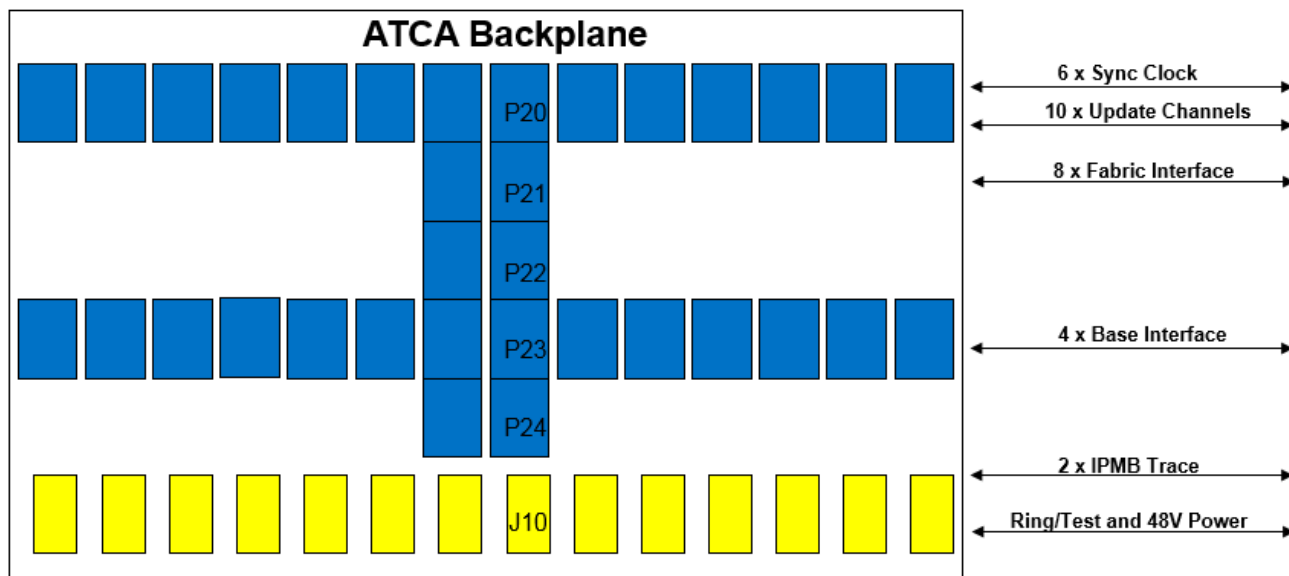 ATCA Backplane
6 x Sync Clock
P20
10 x Update Channels
8 x Fabric Interface
P21
P22
4 x Base Interface
P23
P24
2 x IPMB Trace
J10
Ring/Test and 48V Power